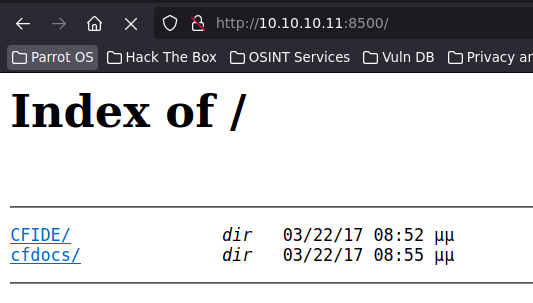 http://10.10.10.11:8500/
Parrot OS Hack The Box OSINT Services Vuln DB Privacy ar
Index of /
CFIDE/ dir 03/22/17 08:52 μμ
cfdocs/ dir 03/22/17 08:55 μμ